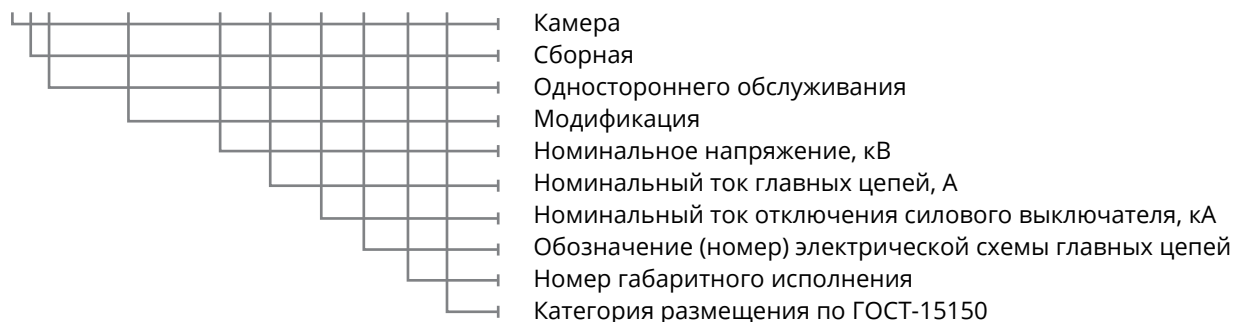 Камера
Сборная
Одностороннего обслуживания
Модификация
Номинальное напряжение, кВ
Номинальный ток главных цепей, А
Номинальный ток отключения силового выключателя, кА
Обозначение (номер) электрической схемы главных цепей
Номер габаритного исполнения
Категория размещения по ГОСТ-15150